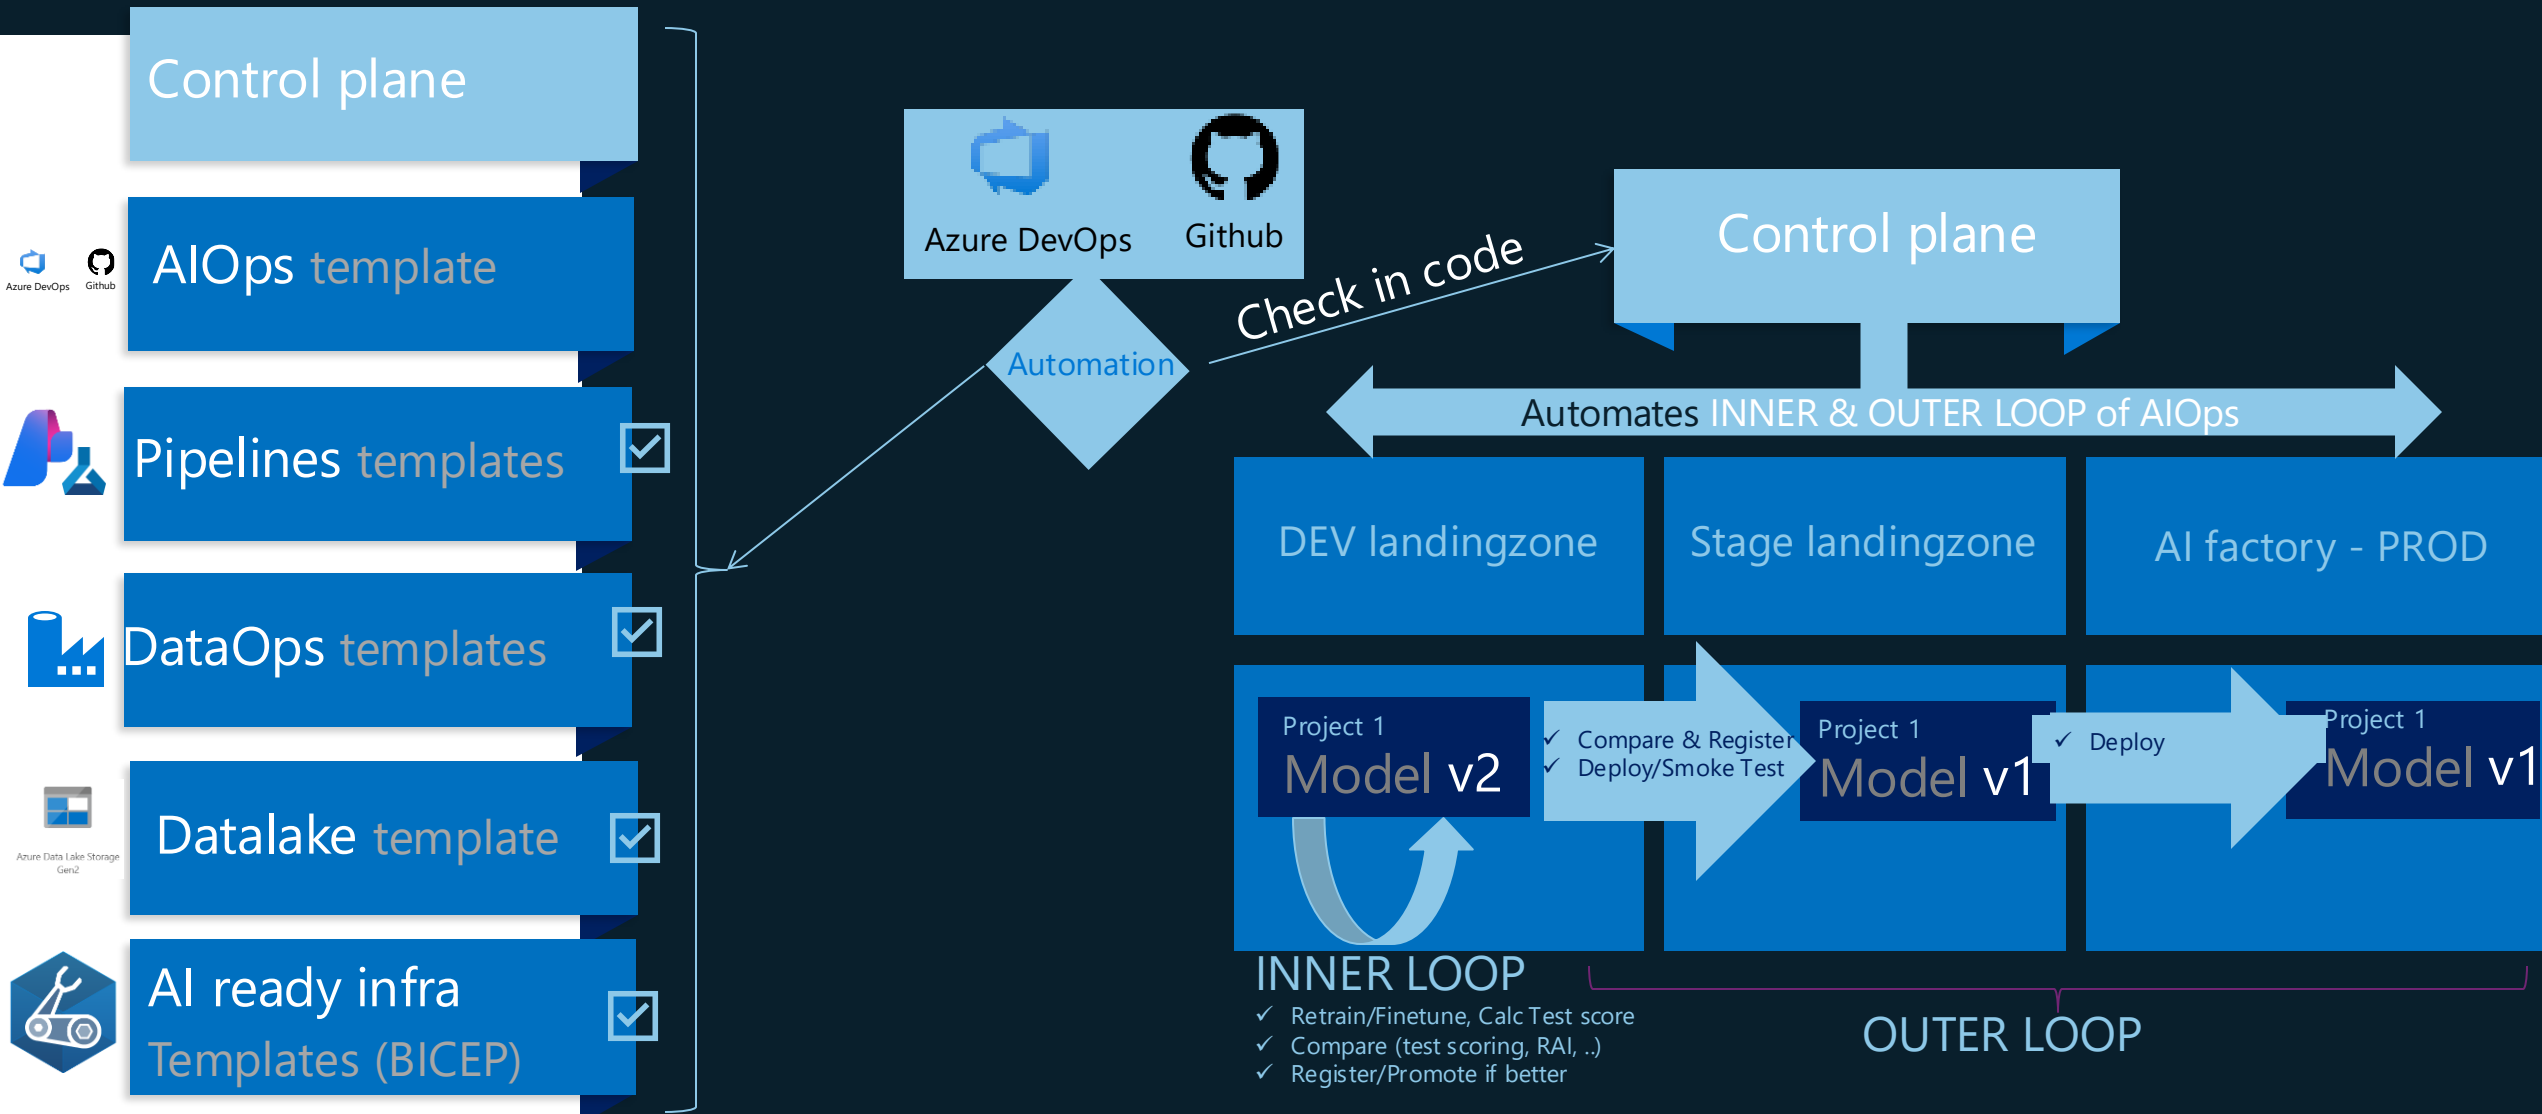 Control plane
AIOps template
Azure DevOps
Github
Pipelines templates
DataOps templates
Datalake template
Azure Data Lake Storage
Gen2
AI ready infra
Templates (BICEP)
Azure DevOps
Github
Automation
Check in code
Control plane
Automates INNER & OUTER LOOP of AIOps
DEV landingzone
Stage landingzone
AI factory - PROD
Project 1
Model v2
✓ Compare & Register
✓ Deploy/Smoke Test
Project 1
Model v1
✓ Deploy
Project 1
Model v1
INNER LOOP
✓ Retrain/Finetune, Calc Test score
✓ Compare (test scoring, RAI, ..)
✓ Register/Promote if better
OUTER LOOP